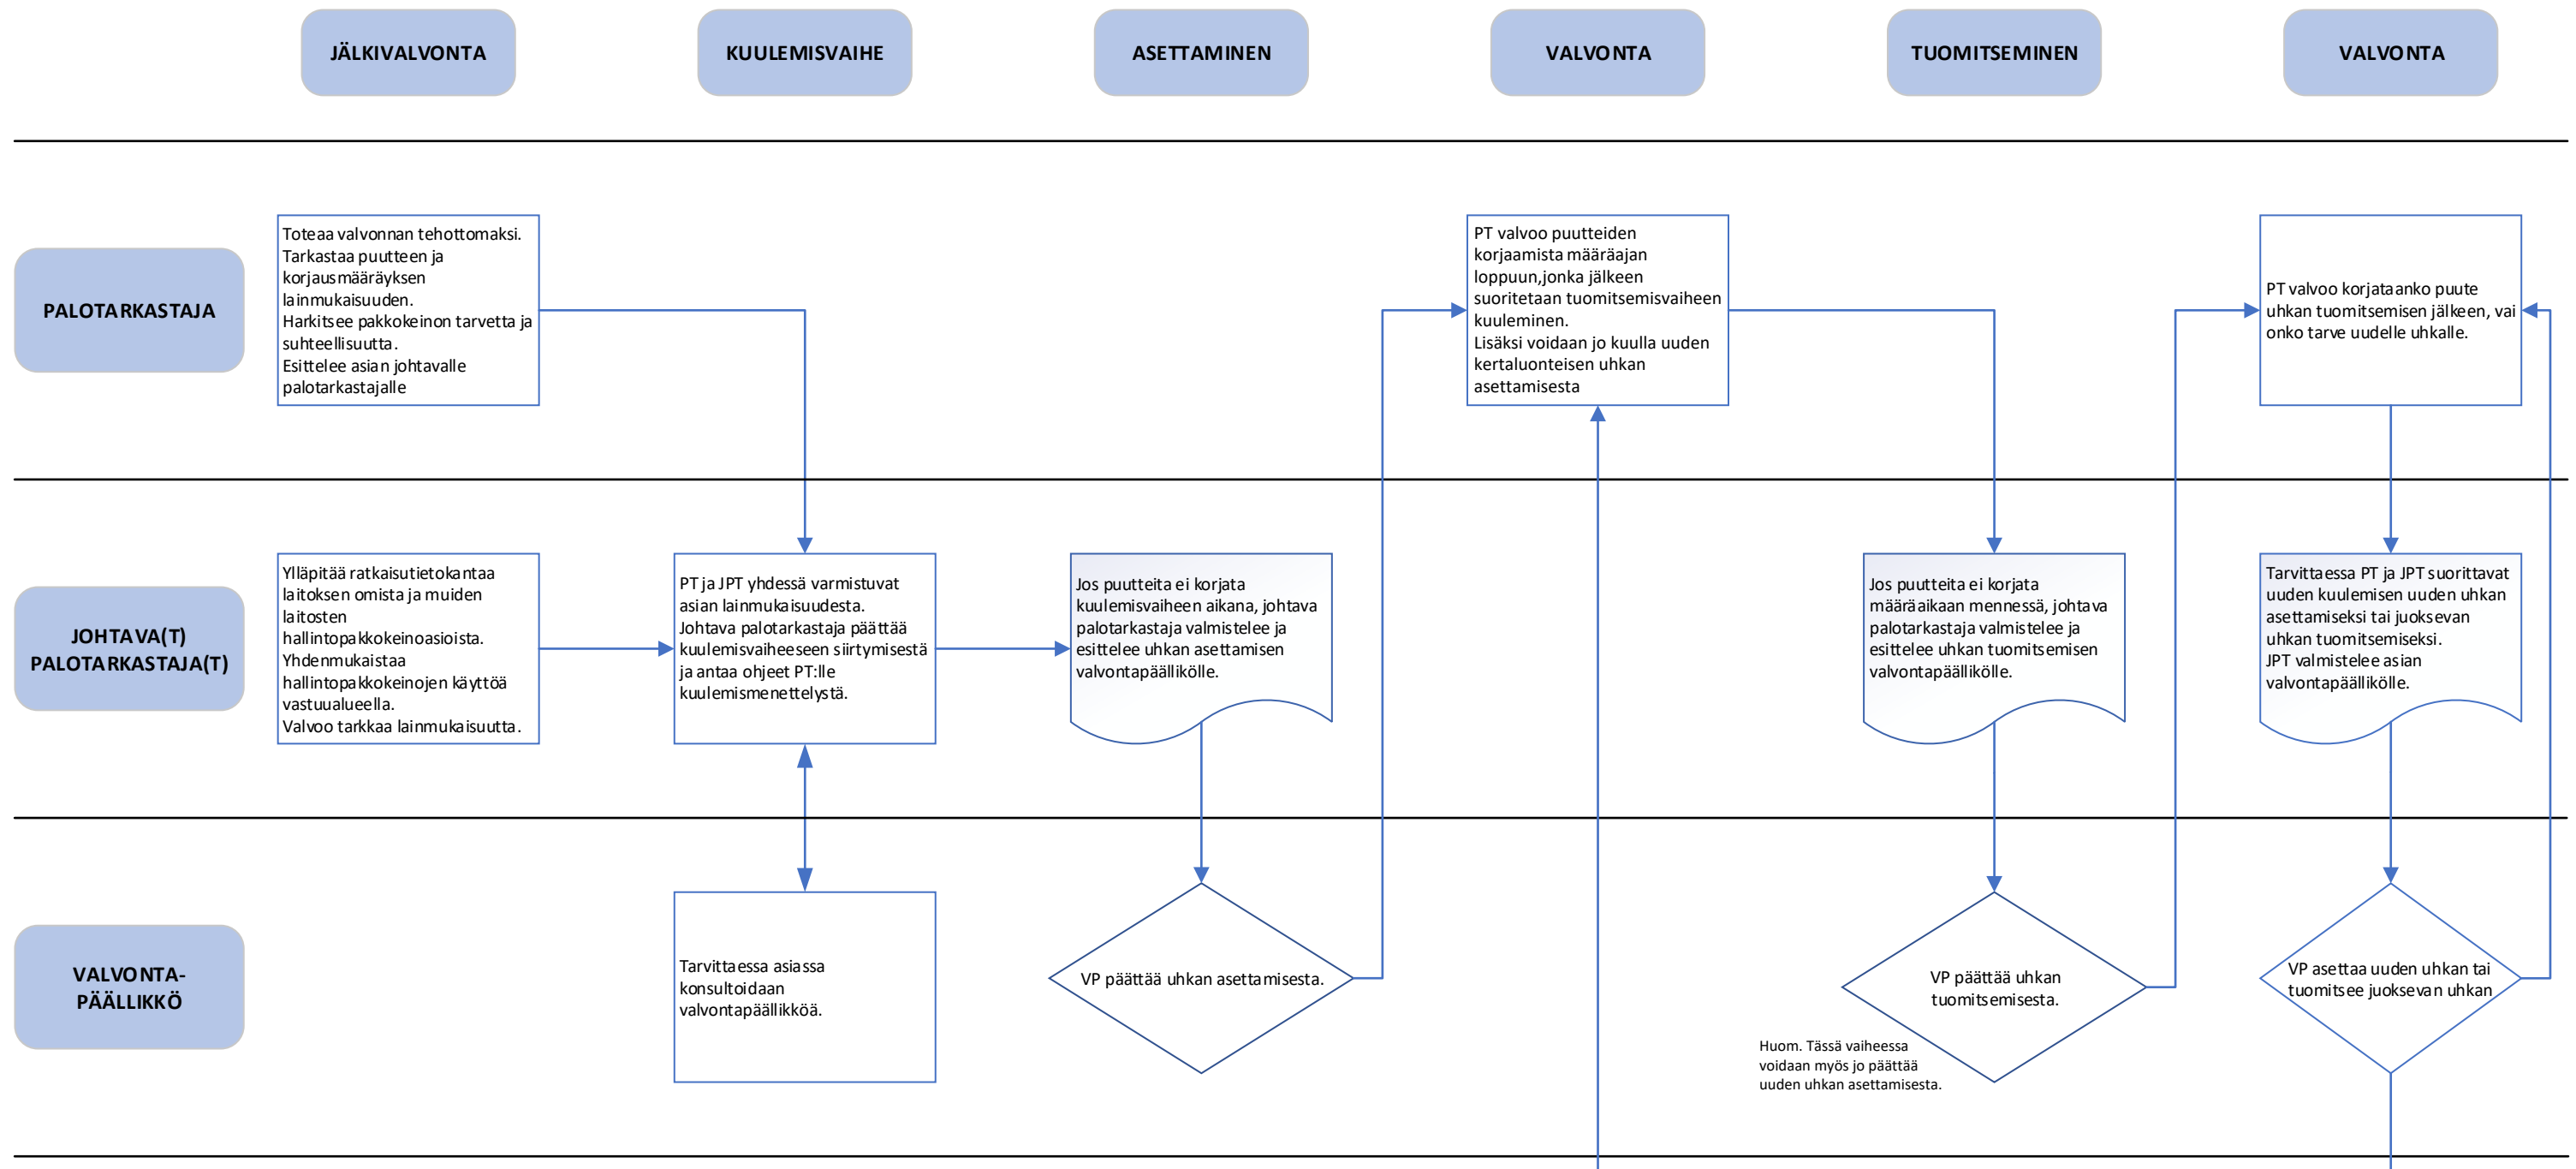 JÄLKIVALVONTA
KUULEMISVAIHE
ASETTAMINEN
VALVONTA
TUOMITSEMINEN
VALVONTA
PALOTARKASTAJA
Toteaa valvonnan tehottomaksi.
Tarkastaa puutteen ja
korjausmääräyksen
lainmukaisuuden.
Harkitsee pakkokeinon tarvetta ja
suhteellisuutta.
Esittelee asian johtavalle
palotarkastajalle
PT valvoo puutteiden
korjaamista määräajan
loppuun,jonka jälkeen
suoritetaan tuomitsemisvaiheen
kuuleminen.
Lisäksi voidaan jo kuulla uuden
kertaluonteisen uhkan
asettamisesta
PT valvoo korjataanko puute
uhkan tuomitsemisen jälkeen, vai
onko tarve uudelle uhkalle.
JOHTAVA(T)
PALOTARKASTAJA(T)
Ylläpitää ratkaisutietokantaa
laitoksen omista ja muiden
laitosten
hallintopakkokeinoasioista.
Yhdenmukaistaa
hallintopakkokeinojen käyttöä
vastuualueella.
Valvoo tarkkaa lainmukaisuutta.
PT ja JPT yhdessä varmistuvat
asian lainmukaisuudesta.
Johtava palotarkastaja päättää
kuulemisvaiheeseen siirtymisestä
ja antaa ohjeet PT:lle
kuulemismenettelystä.
Jos puutteita ei korjata
kuulemisvaiheen aikana, johtava
palotarkastaja valmistelee ja
esittelee uhkan asettamisen
valvontapäällikölle.
Jos puutteita ei korjata
määräaikaan mennessä, johtava
palotarkastaja valmistelee ja
esittelee uhkan tuomitsemisen
valvontapäällikölle.
Tarvittaessa PT ja JPT suorittavat
uuden kuulemisen uuden uhkan
asettamiseksi tai juoksevan
uhkan tuomitsemiseksi.
JPT valmistelee asian
valvontapäällikölle.
VALVONTA-
PÄÄLLIKKÖ
Tarvittaessa asiassa
konsultoidaan
valvontapäällikköä.
VP päättää uhkan asettamisesta.
VP päättää uhkan
tuomitsemisesta.
Huom. Tässä vaiheessa
voidaan myös jo päättää
uuden uhkan asettamisesta.
VP asettaa uuden uhkan tai
tuomitsee juoksevan uhkan